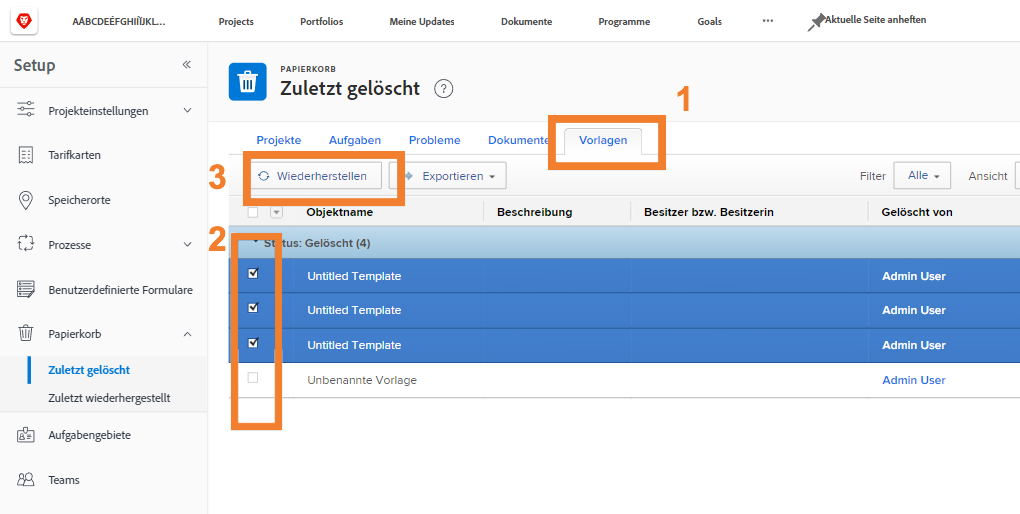 AÁBCDEÉFGHIÍJKL... Projects Portfolios Meine Updates Dokumente Programme Goals ··· Aktuelle Seite anheften
Setup «
Projekteinstellungen
Tarifkarten
Speicherorte
Prozesse
Benutzerdefinierte Formulare
Papierkorb
Zuletzt gelöscht
Zuletzt wiederhergestellt
Aufgabengebiete
Teams
PAPIERKORB
Zuletzt gelöscht ?
1
Projekte Aufgaben Probleme Dokumente Vorlagen
3
Wiederherstellen Exportieren Filter Alle Ansicht
Objektname Beschreibung Besitzer bzw. Besitzerin Gelöscht von
2
Status: Gelöscht (4)
Untitled Template Admin User
Untitled Template Admin User
Untitled Template Admin User
Unbenannte Vorlage Admin User